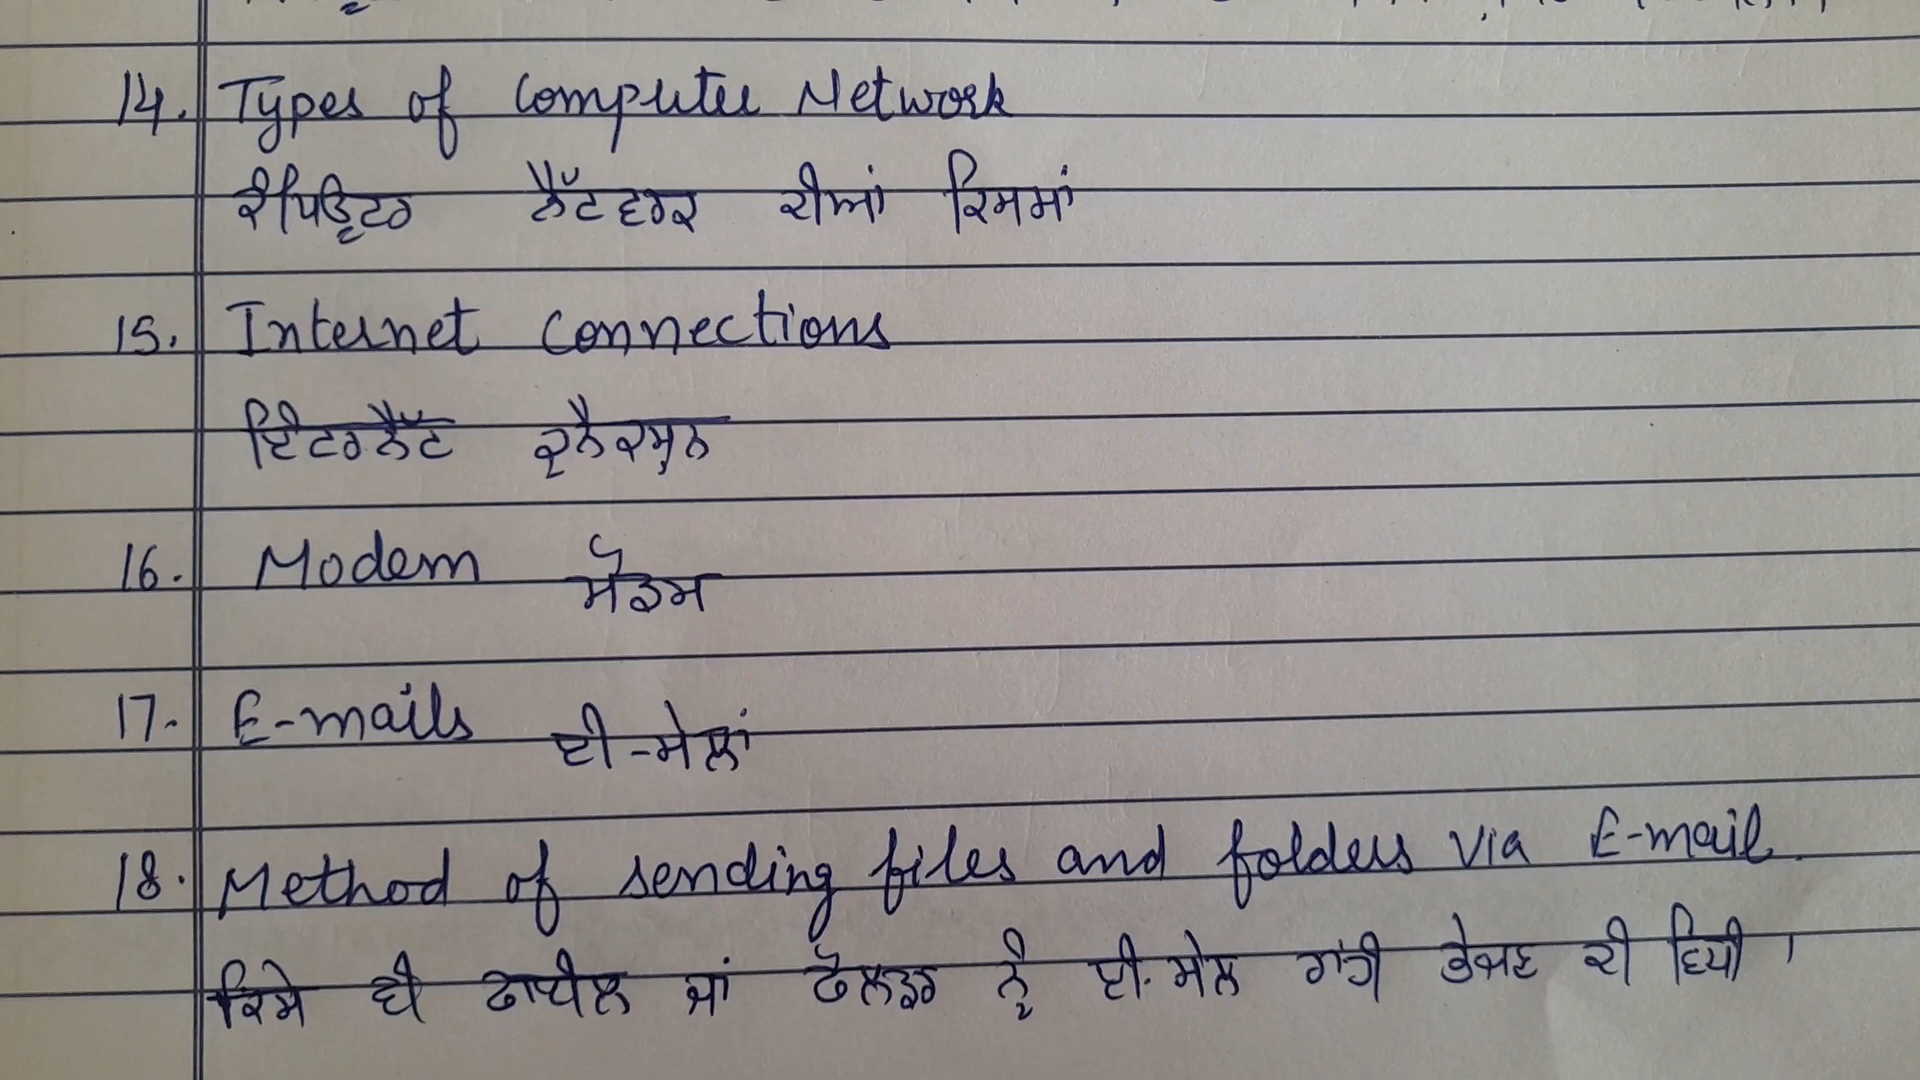 14. Types of Computer Network
ਕੰਪਿਊਟਰ ਨੈੱਟਵਰਕ ਦੀਆਂ ਕਿਸਮਾਂ
15. Internet Connections
ਇੰਟਰਨੈੱਟ ਕੁਨੈਕਸ਼ਨ
16. Modem ਮੋਡਮ
17. E-mails ਈ-ਮੇਲਾਂ
18. Method of sending files and folders via E-mail.
ਕਿਸੇ ਵੀ ਫਾਈਲ ਜਾਂ ਫੋਲਡਰ ਨੂੰ ਈ.ਮੇਲ ਰਾਂਹੀ ਭੇਜਣ ਦੀ ਵਿਧੀ ।